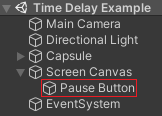 Time Delay Example
Main Camera
Directional Light
Capsule
Screen Canvas
Pause Button
EventSystem